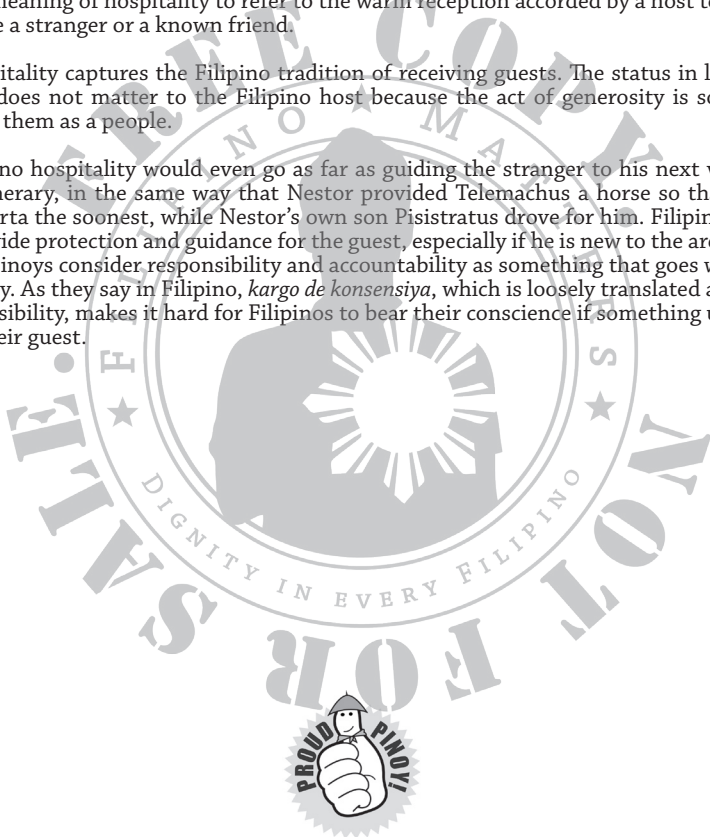 meaning of hospitality to refer to the warm reception accorded by a host to
e a stranger or a known friend.
itality captures the Filipino tradition of receiving guests. The status in l
does not matter to the Filipino host because the act of generosity is so
them as a people.
no hospitality would even go as far as guiding the stranger to his next
nerary, in the same way that Nestor provided Telemachus a horse so th
rta the soonest, while Nestor's own son Pisistratus drove for him. Filipin
vide protection and guidance for the guest, especially if he is new to the ar
pinoys consider responsibility and accountability as something that goes
y. As they say in Filipino, kargo de konsensiya, which is loosely translated a
sibility, makes it hard for Filipinos to bear their conscience if something u
eir guest.
FREE COPY
FILIPINO MATTERS
DIGNITY IN EVERY FILIPINO
NOT FOR SALE
PROUD PINOY!